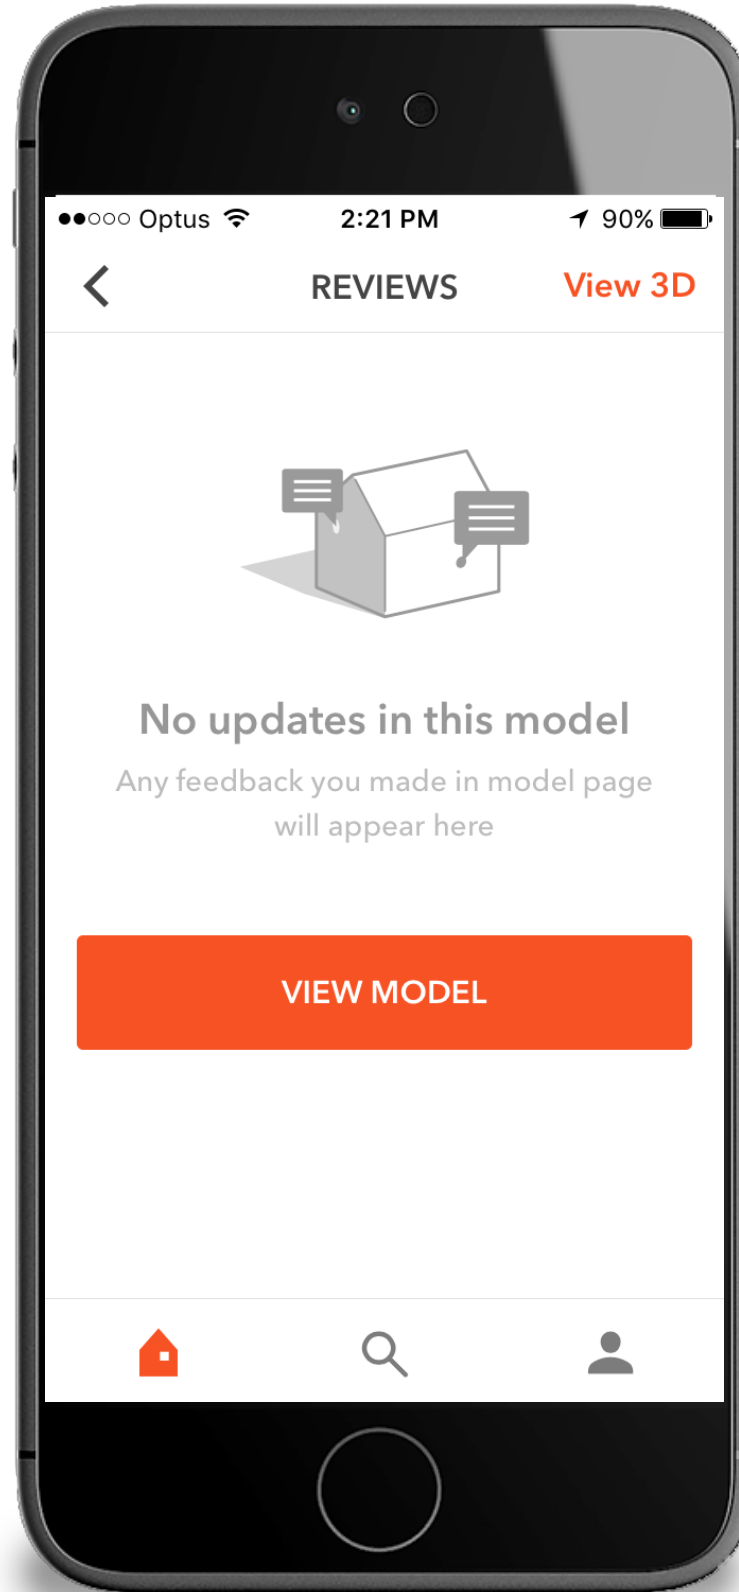 Optus 2:21 PM 90%
REVIEWS View 3D
No updates in this model
Any feedback you made in model page
will appear here
VIEW MODEL